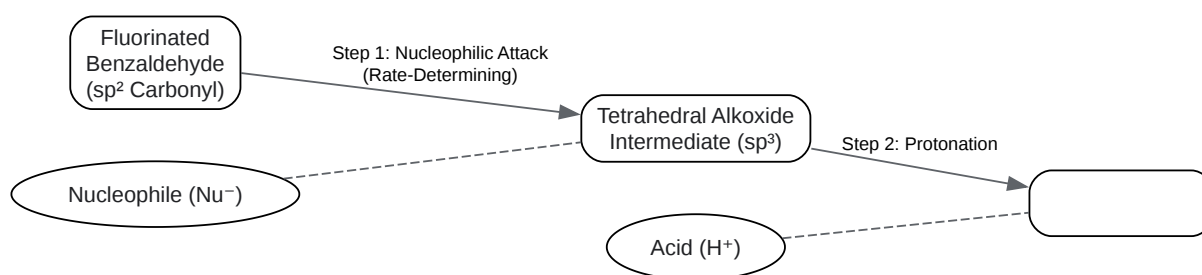 Fluorinated
Benzaldehyde
(sp² Carbonyl)
Step 1: Nucleophilic Attack
(Rate-Determining)
Tetrahedral Alkoxide
Intermediate (sp³)
Step 2: Protonation
Nucleophile (Nu⁻)
Acid (H⁺)